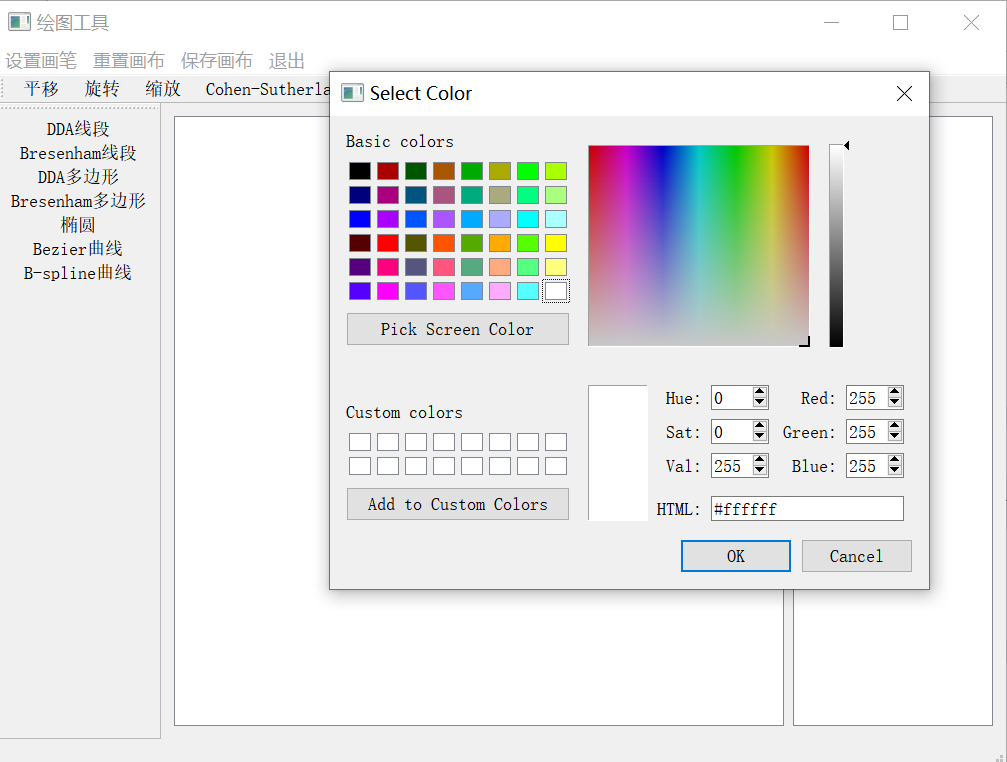 绘图工具
设置画笔 重置画布 保存画布 退出
平移 旋转 缩放 Cohen-Sutherla
DDA线段
Bresenham线段
DDA多边形
Bresenham多边形
椭圆
Bezier曲线
B-spline曲线
Select Color
Basic colors
Pick Screen Color
Custom colors
Add to Custom Colors
Hue: 0 Red: 255
Sat: 0 Green: 255
Val: 255 Blue: 255
HTML: #ffffff
OK Cancel